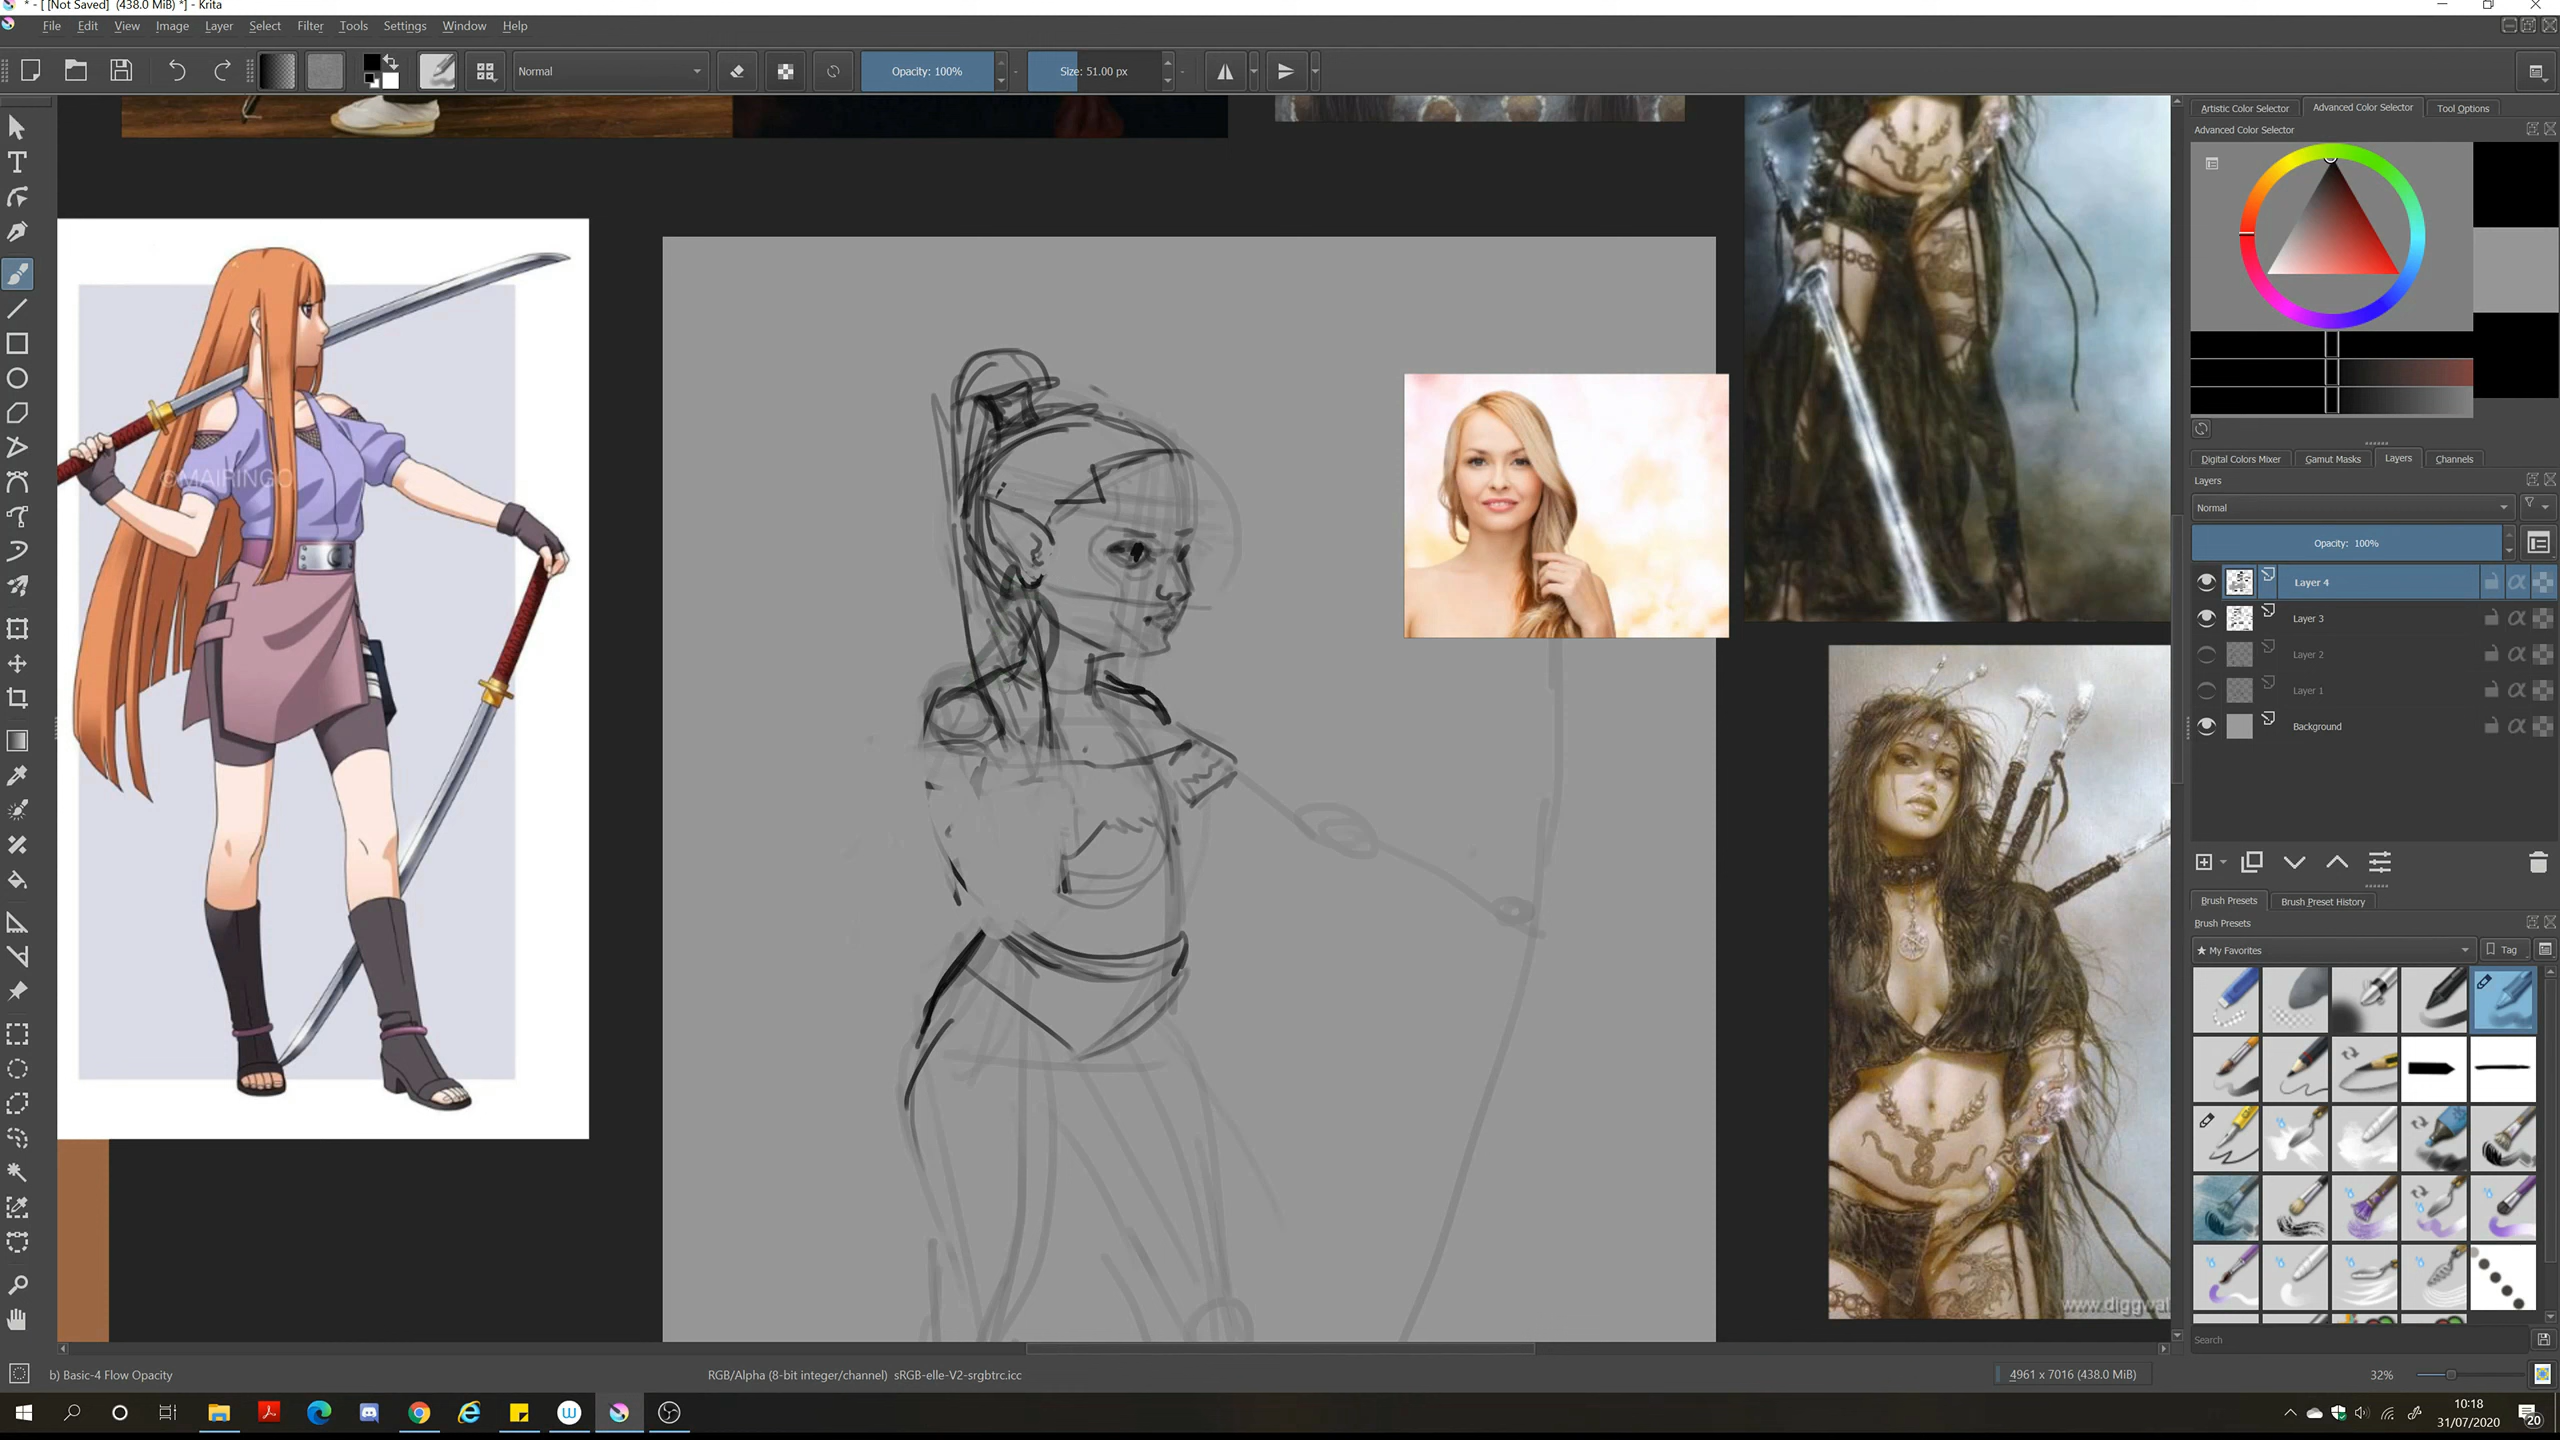 * - [ [Not Saved]  (438.0 MiB) *] - Krita
File Edit View Image Layer Select Filter Tools Settings Window Help
Normal
Opacity: 100%
Size: 51.00 px
Artistic Color Selector
Advanced Color Selector
Tool Options
Advanced Color Selector
©MAIRINGO
Digital Colors Mixer
Gamut Masks
Layers
Channels
Layers
Normal
Opacity:  100%
Layer 4
Layer 3
Layer 2
Layer 1
Background
Brush Presets
Brush Preset History
Brush Presets
★ My Favorites
Tag
www.diggwal
Search
b) Basic-4 Flow Opacity
RGB/Alpha (8-bit integer/channel)  sRGB-elle-V2-srgbtrc.icc
4961 x 7016 (438.0 MiB)
32%
10:18
31/07/2020
20